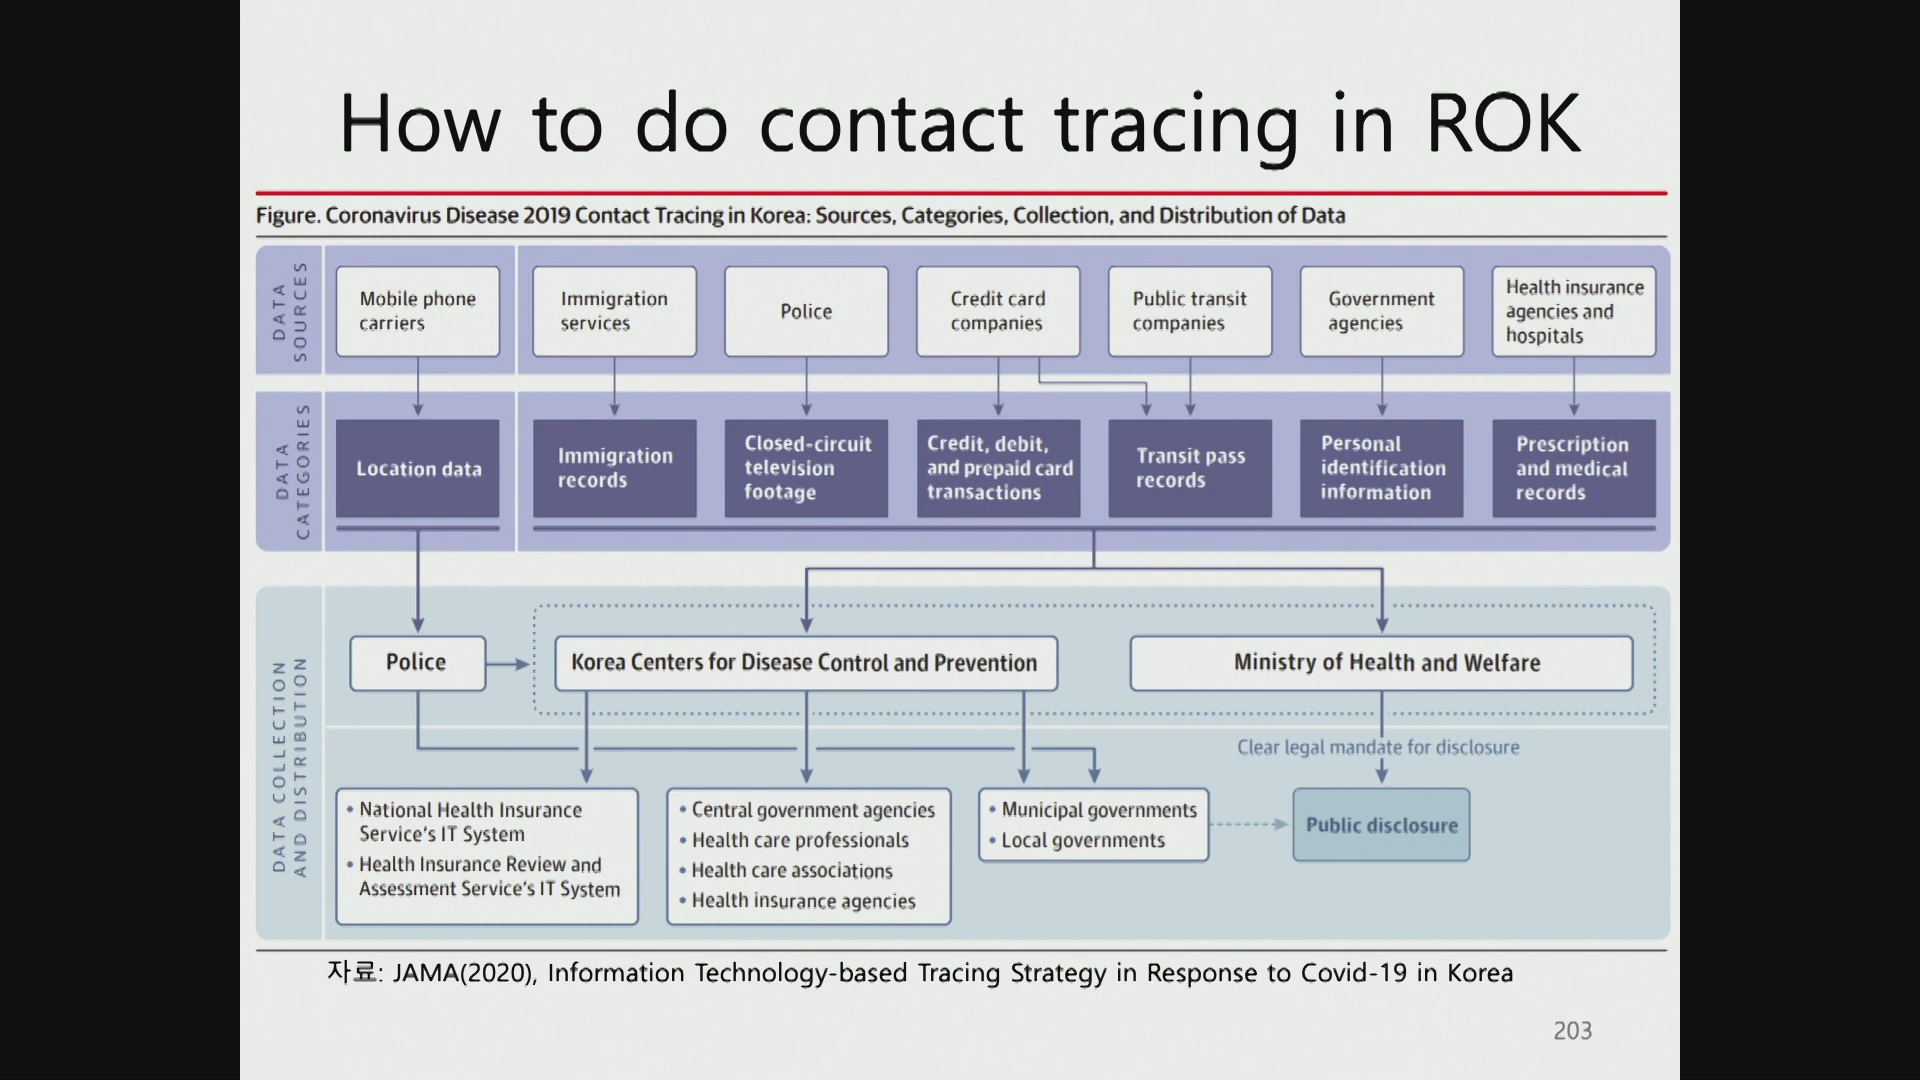 How to do contact tracing in ROK
Figure. Coronavirus Disease 2019 Contact Tracing in Korea: Sources, Categories, Collection, and Distribution of Data
DATA
SOURCES
Mobile phone
carriers
Immigration
services
Police
Credit card
companies
Public transit
companies
Government
agencies
Health insurance
agencies and
hospitals
DATA
CATEGORIES
Location data
Immigration
records
Closed-circuit
television
footage
Credit, debit,
and prepaid card
transactions
Transit pass
records
Personal
identification
information
Prescription
and medical
records
DATA COLLECTION
AND DISTRIBUTION
Police
Korea Centers for Disease Control and Prevention
Ministry of Health and Welfare
Clear legal mandate for disclosure
• National Health Insurance
Service's IT System
• Health Insurance Review and
Assessment Service's IT System
• Central government agencies
• Health care professionals
• Health care associations
• Health insurance agencies
• Municipal governments
• Local governments
Public disclosure
자료: JAMA(2020), Information Technology-based Tracing Strategy in Response to Covid-19 in Korea
203